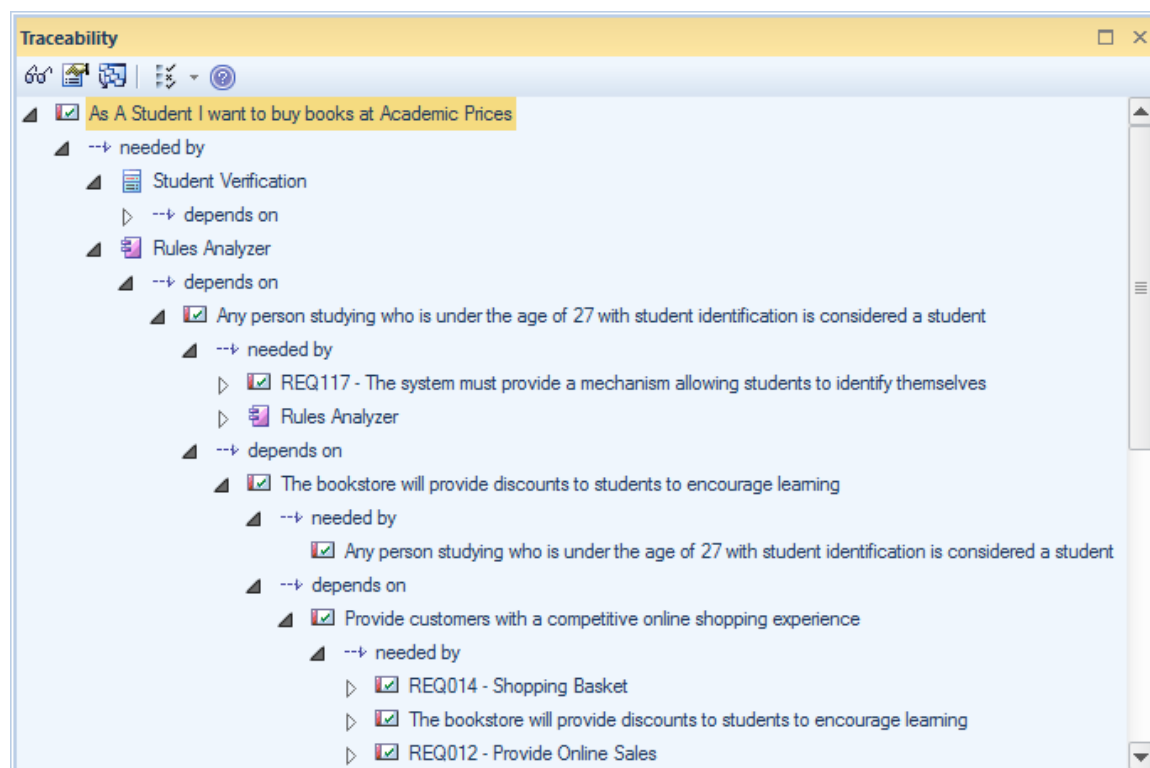 Traceability
As A Student I want to buy books at Academic Prices
needed by
Student Verification
depends on
Rules Analyzer
depends on
Any person studying who is under the age of 27 with student identification is considered a student
needed by
REQ117 - The system must provide a mechanism allowing students to identify themselves
Rules Analyzer
depends on
The bookstore will provide discounts to students to encourage learning
needed by
Any person studying who is under the age of 27 with student identification is considered a student
depends on
Provide customers with a competitive online shopping experience
needed by
REQ014 - Shopping Basket
The bookstore will provide discounts to students to encourage learning
REQ012 - Provide Online Sales